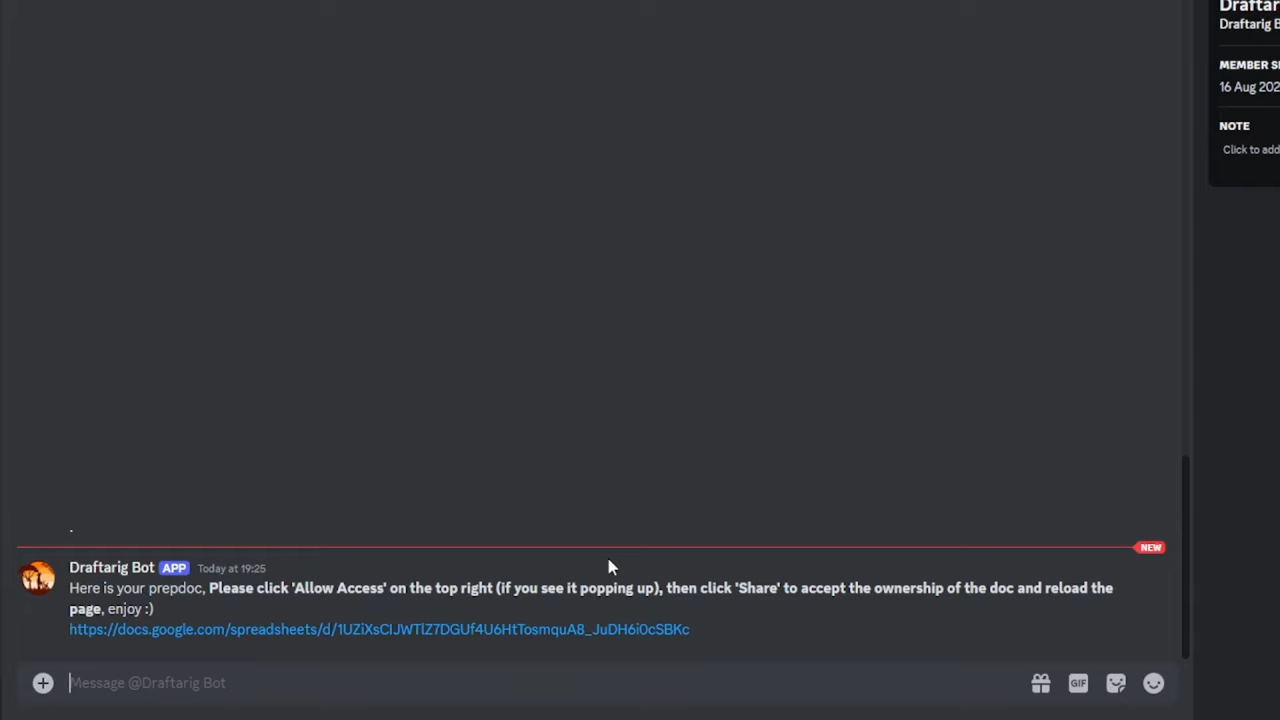 Draftar
Draftarig B
MEMBER SI
16 Aug 202
NOTE
Click to add
.
NEW
Draftarig Bot APP Today at 19:25
Here is your prepdoc, Please click 'Allow Access' on the top right (if you see it popping up), then click 'Share' to accept the ownership of the doc and reload the
page, enjoy :)
https://docs.google.com/spreadsheets/d/1UZiXsCIJWTlZ7DGUf4U6HtTosmquA8_JuDH6i0cSBKc
Message @Draftarig Bot
GIF